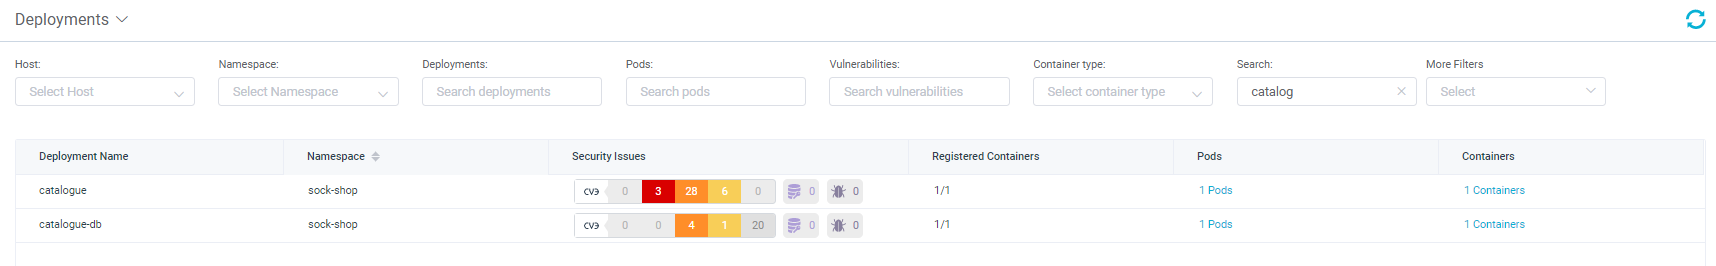 Deployments
Host: Namespace: Deployments: Pods: Vulnerabilities: Container type: Search: More Filters
Select Host Select Namespace Search deployments Search pods Search vulnerabilities Select container type catalog Select
Deployment Name Namespace Security Issues Registered Containers Pods Containers
catalogue sock-shop CVЭ 0 3 28 6 0 0 0 1/1 1 Pods 1 Containers
catalogue-db sock-shop CVЭ 0 0 4 1 20 0 0 1/1 1 Pods 1 Containers